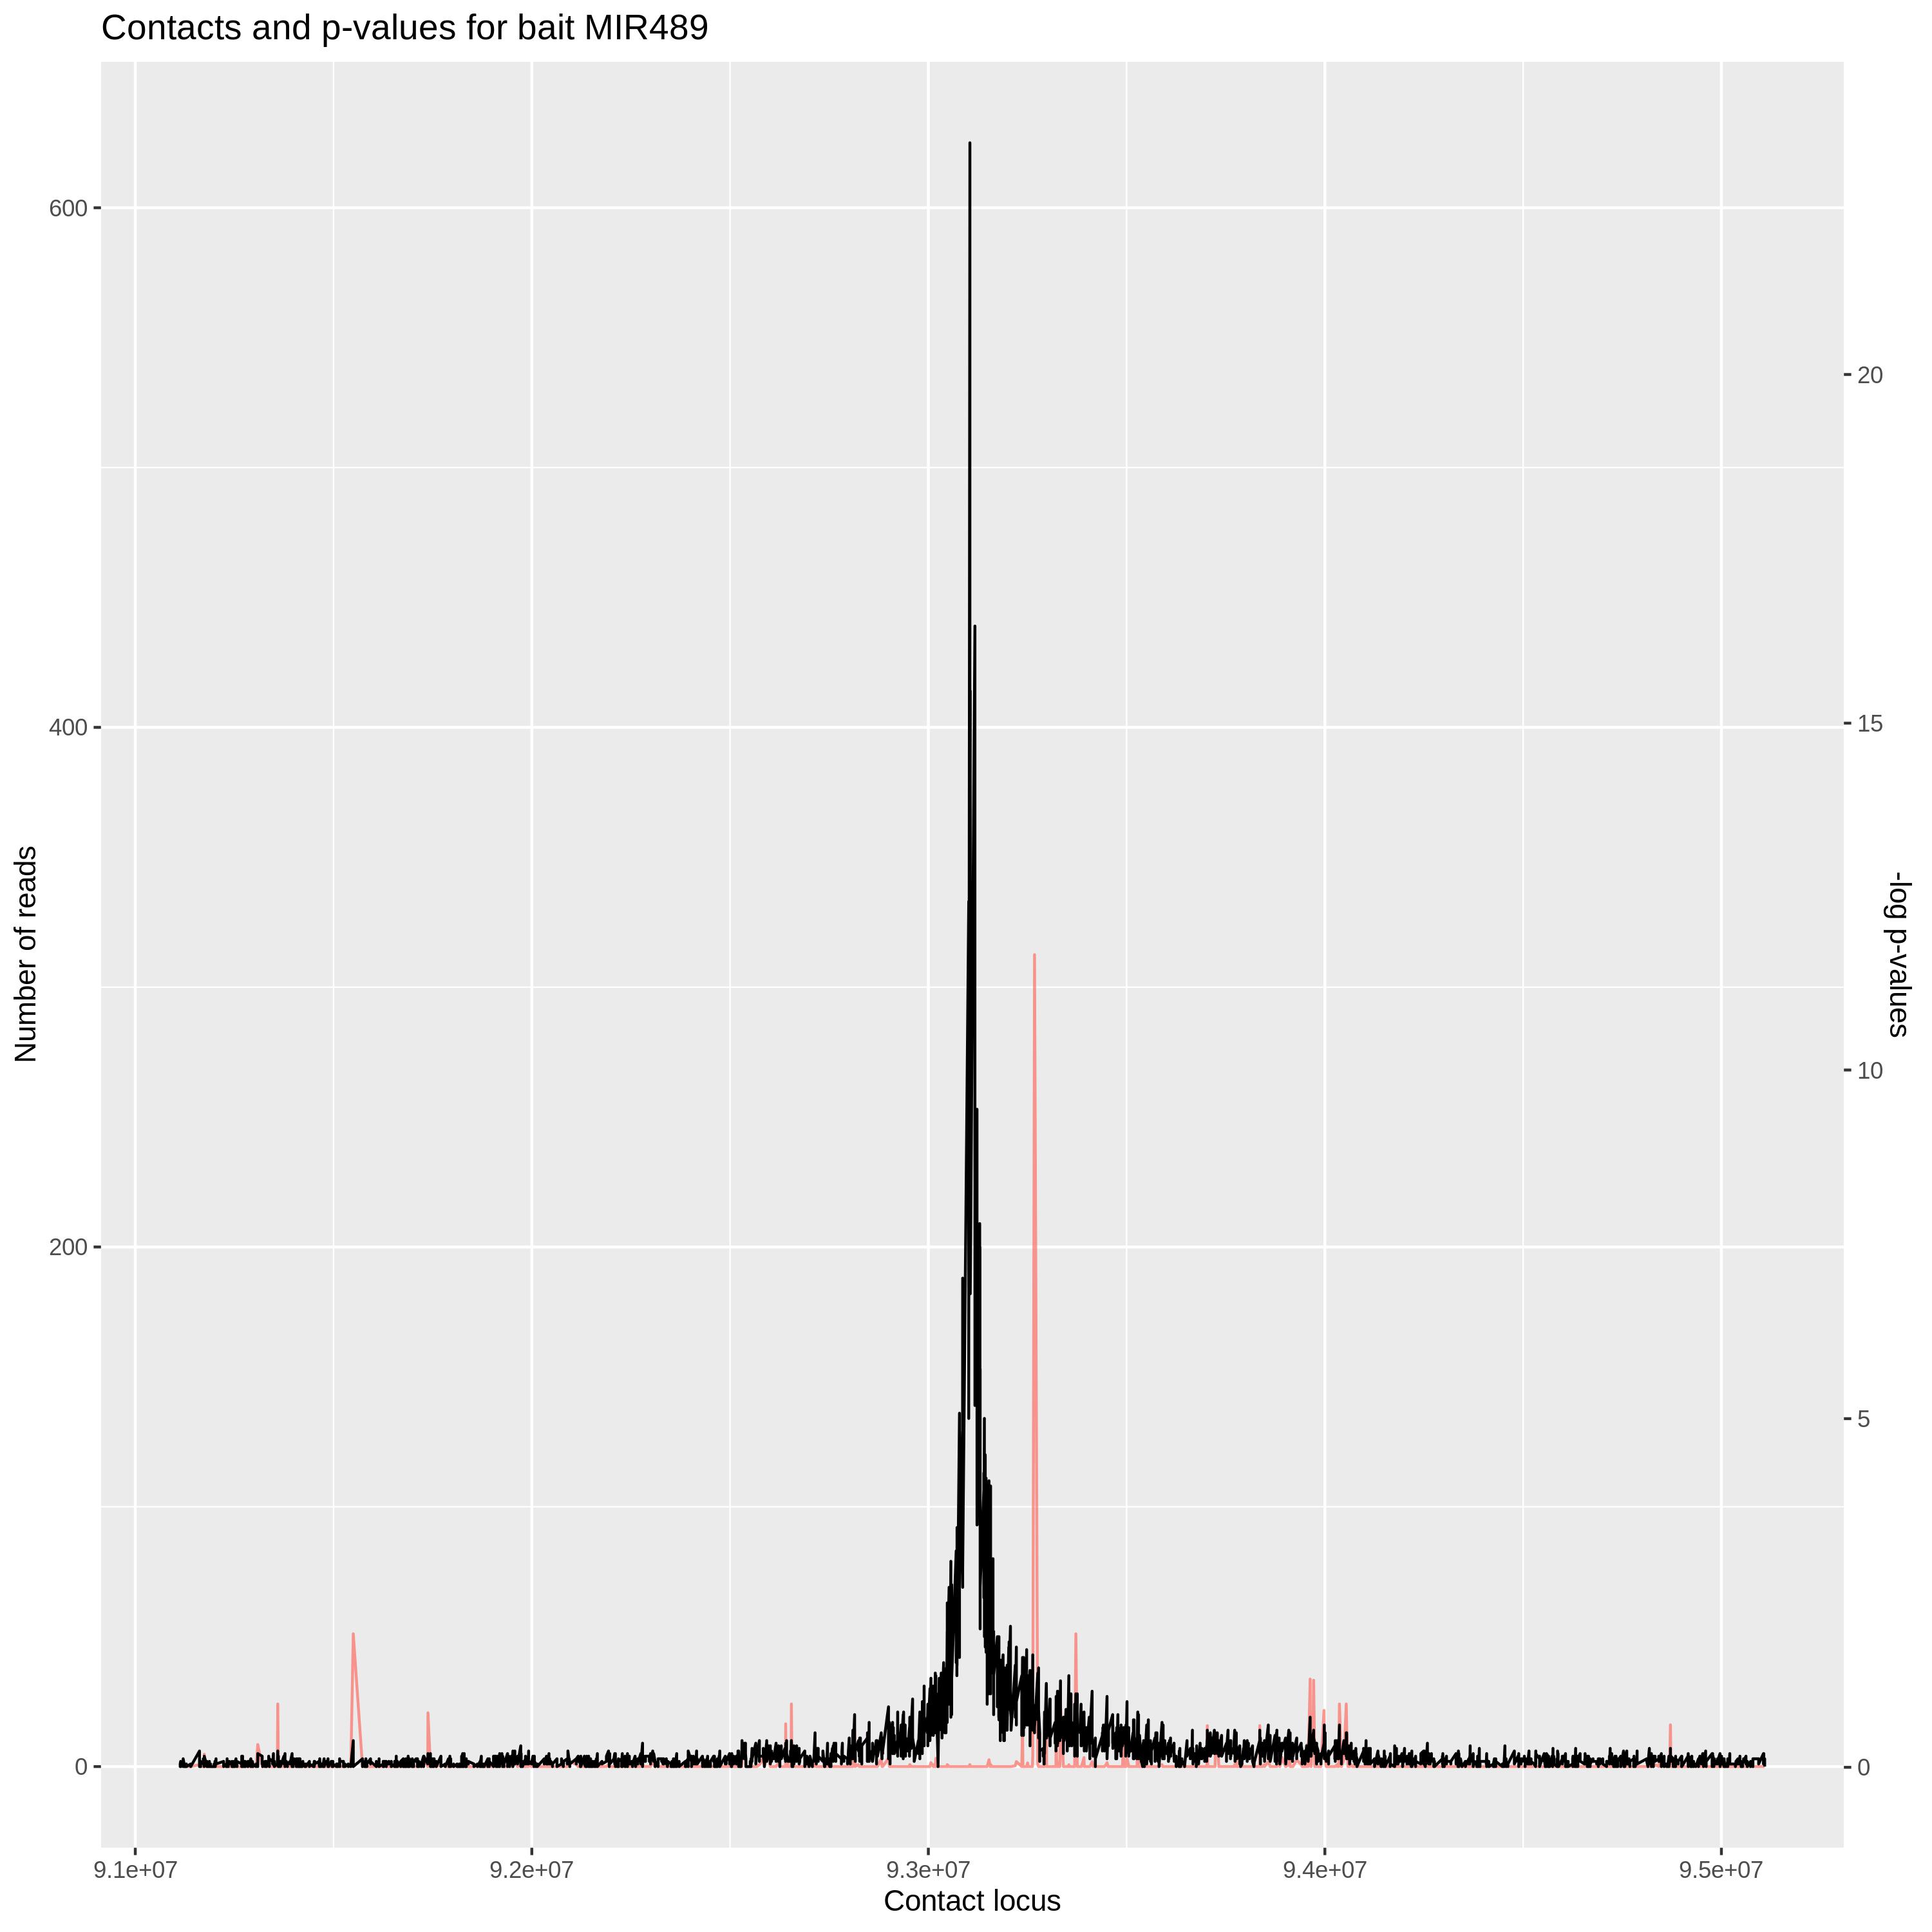 Contacts and p-values for bait MIR489
600
400
200
0
Number of reads
20
15
10
5
0
-log p-values
9.1e+07 9.2e+07 9.3e+07 9.4e+07 9.5e+07
Contact locus